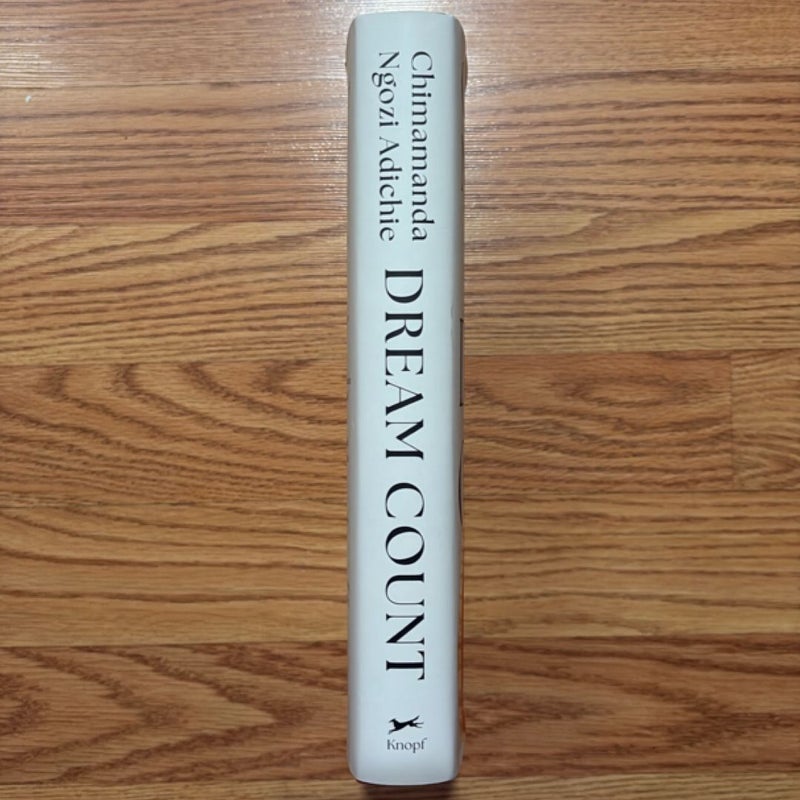 Chimamanda
Ngozi Adichie
DREAM COUNT
Knopf